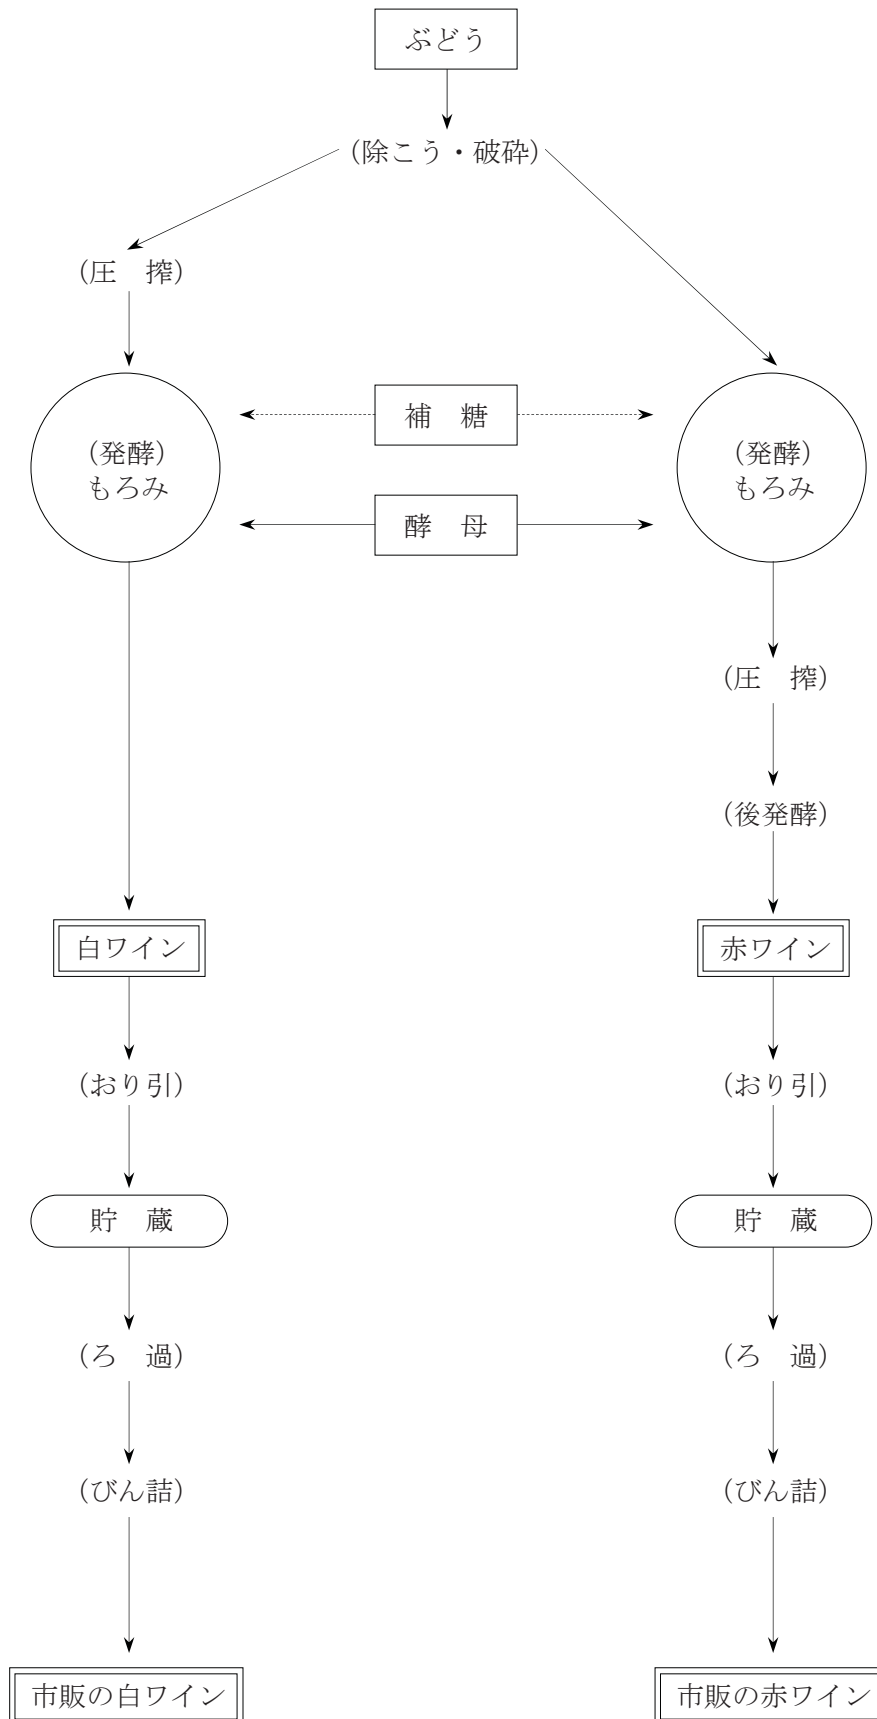 ぶどう
（除こう・破砕）
（圧　搾）
（発酵）
もろみ
補　糖
酵　母
（発酵）
もろみ
（圧　搾）
（後発酵）
白ワイン
赤ワイン
（おり引）
（おり引）
貯　蔵
貯　蔵
（ろ　過）
（ろ　過）
（びん詰）
（びん詰）
市販の白ワイン
市販の赤ワイン